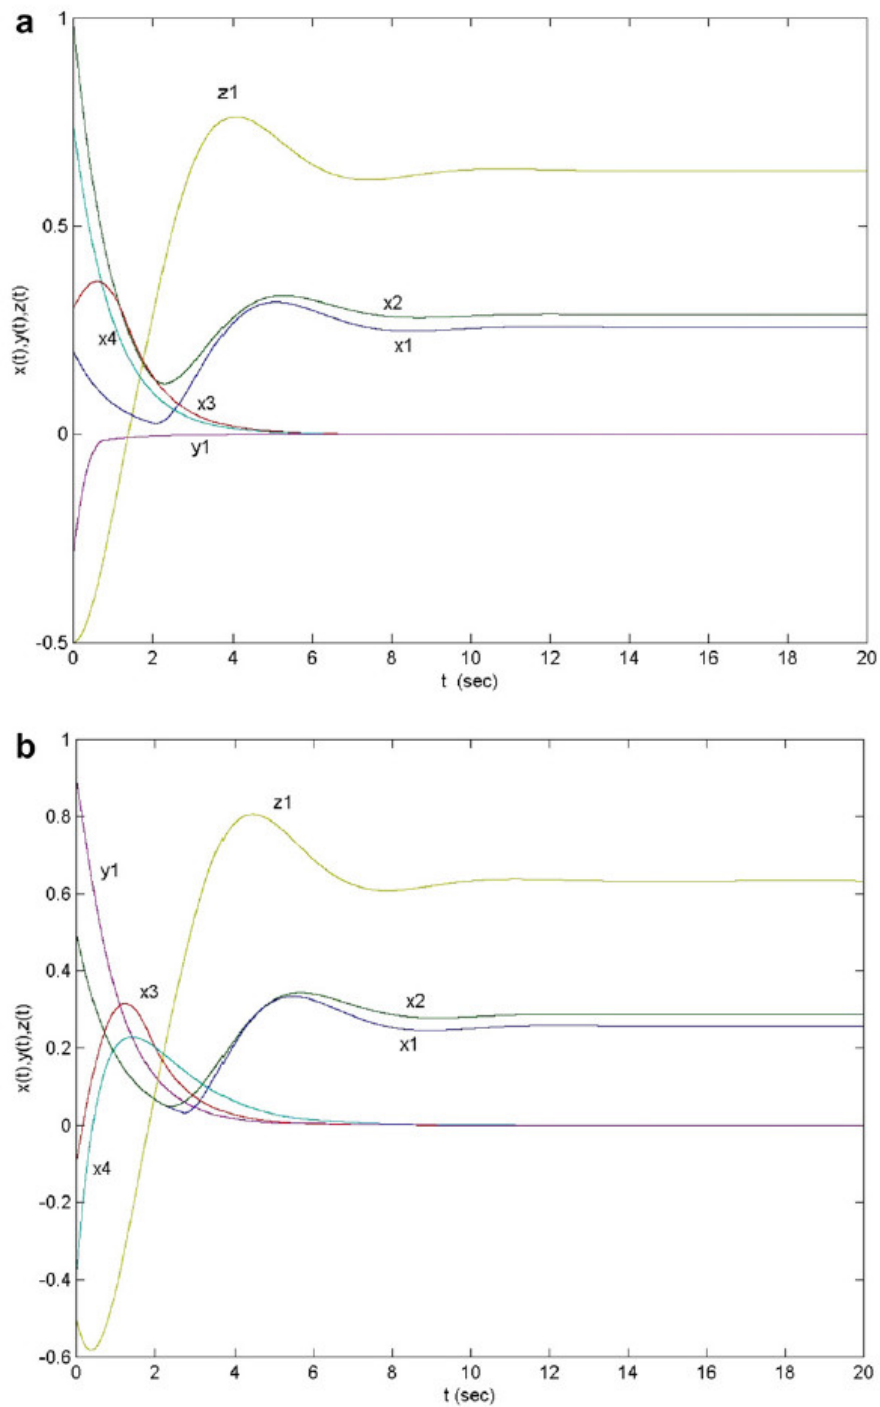 a
1
z1
0.5
x(t),y(t),z(t)
x2
x4
x1
x3
0
y1
-0.5
0 2 4 6 8 10 12 14 16 18 20
t (sec)
b
1
z1
0.8
y1
0.6
0.4
x3
x2
x(t),y(t),z(t)
x1
0.2
0
x4
-0.2
-0.4
-0.6
0 2 4 6 8 10 12 14 16 18 20
t (sec)